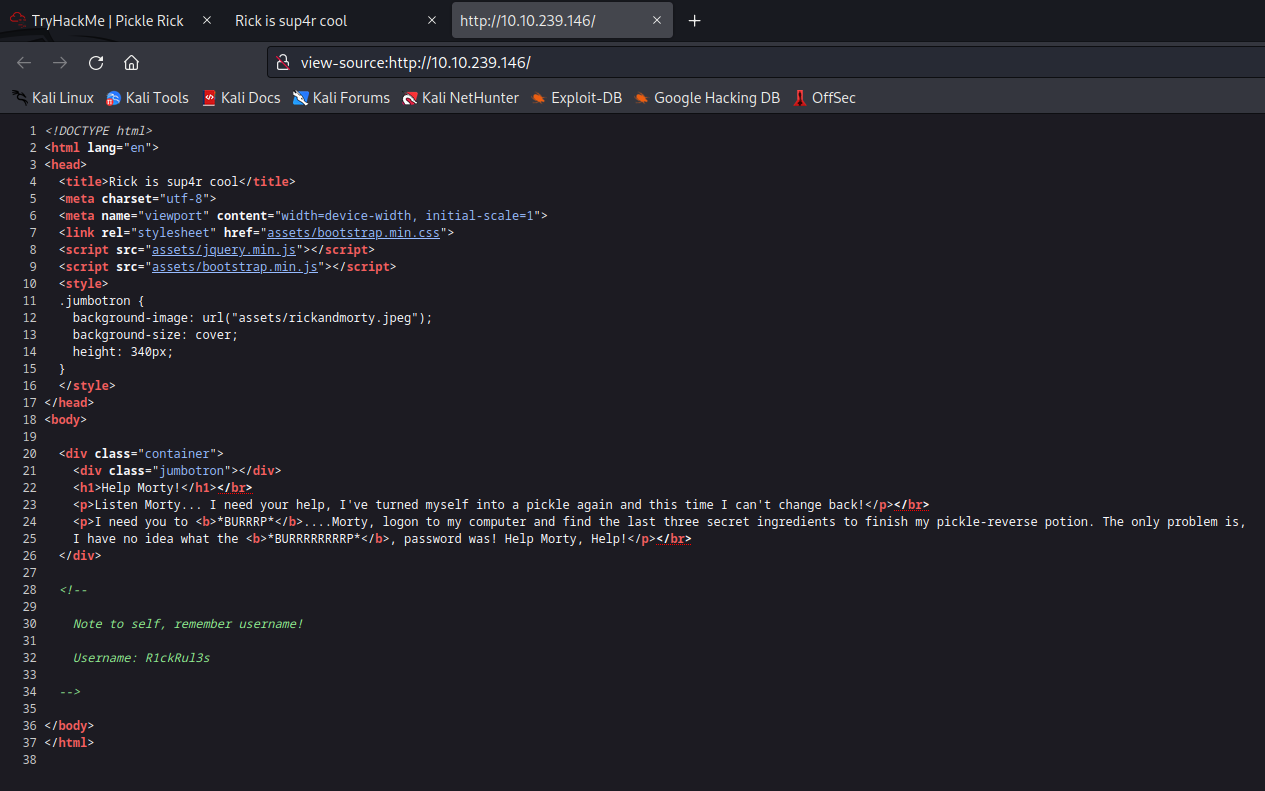 TryHackMe | Pickle Rick
Rick is sup4r cool
http://10.10.239.146/
view-source:http://10.10.239.146/
Kali Linux
Kali Tools
Kali Docs
Kali Forums
Kali NetHunter
Exploit-DB
Google Hacking DB
OffSec
1 <!DOCTYPE html>
2 <html lang="en">
3 <head>
4 <title>Rick is sup4r cool</title>
5 <meta charset="utf-8">
6 <meta name="viewport" content="width=device-width, initial-scale=1">
7 <link rel="stylesheet" href="assets/bootstrap.min.css">
8 <script src="assets/jquery.min.js"></script>
9 <script src="assets/bootstrap.min.js"></script>
10 <style>
11 .jumbotron {
12 background-image: url("assets/rickandmorty.jpeg");
13 background-size: cover;
14 height: 340px;
15 }
16 </style>
17 </head>
18 <body>
19
20 <div class="container">
21 <div class="jumbotron"></div>
22 <h1>Help Morty!</h1></br>
23 <p>Listen Morty... I need your help, I've turned myself into a pickle again and this time I can't change back!</p></br>
24 <p>I need you to <b>*BURRRP*</b>....Morty, logon to my computer and find the last three secret ingredients to finish my pickle-reverse potion. The only problem is,
25 I have no idea what the <b>*BURRRRRRRRP*</b>, password was! Help Morty, Help!</p></br>
26 </div>
27
28 <!--
29
30 Note to self, remember username!
31
32 Username: R1ckRul3s
33
34 -->
35
36 </body>
37 </html>
38